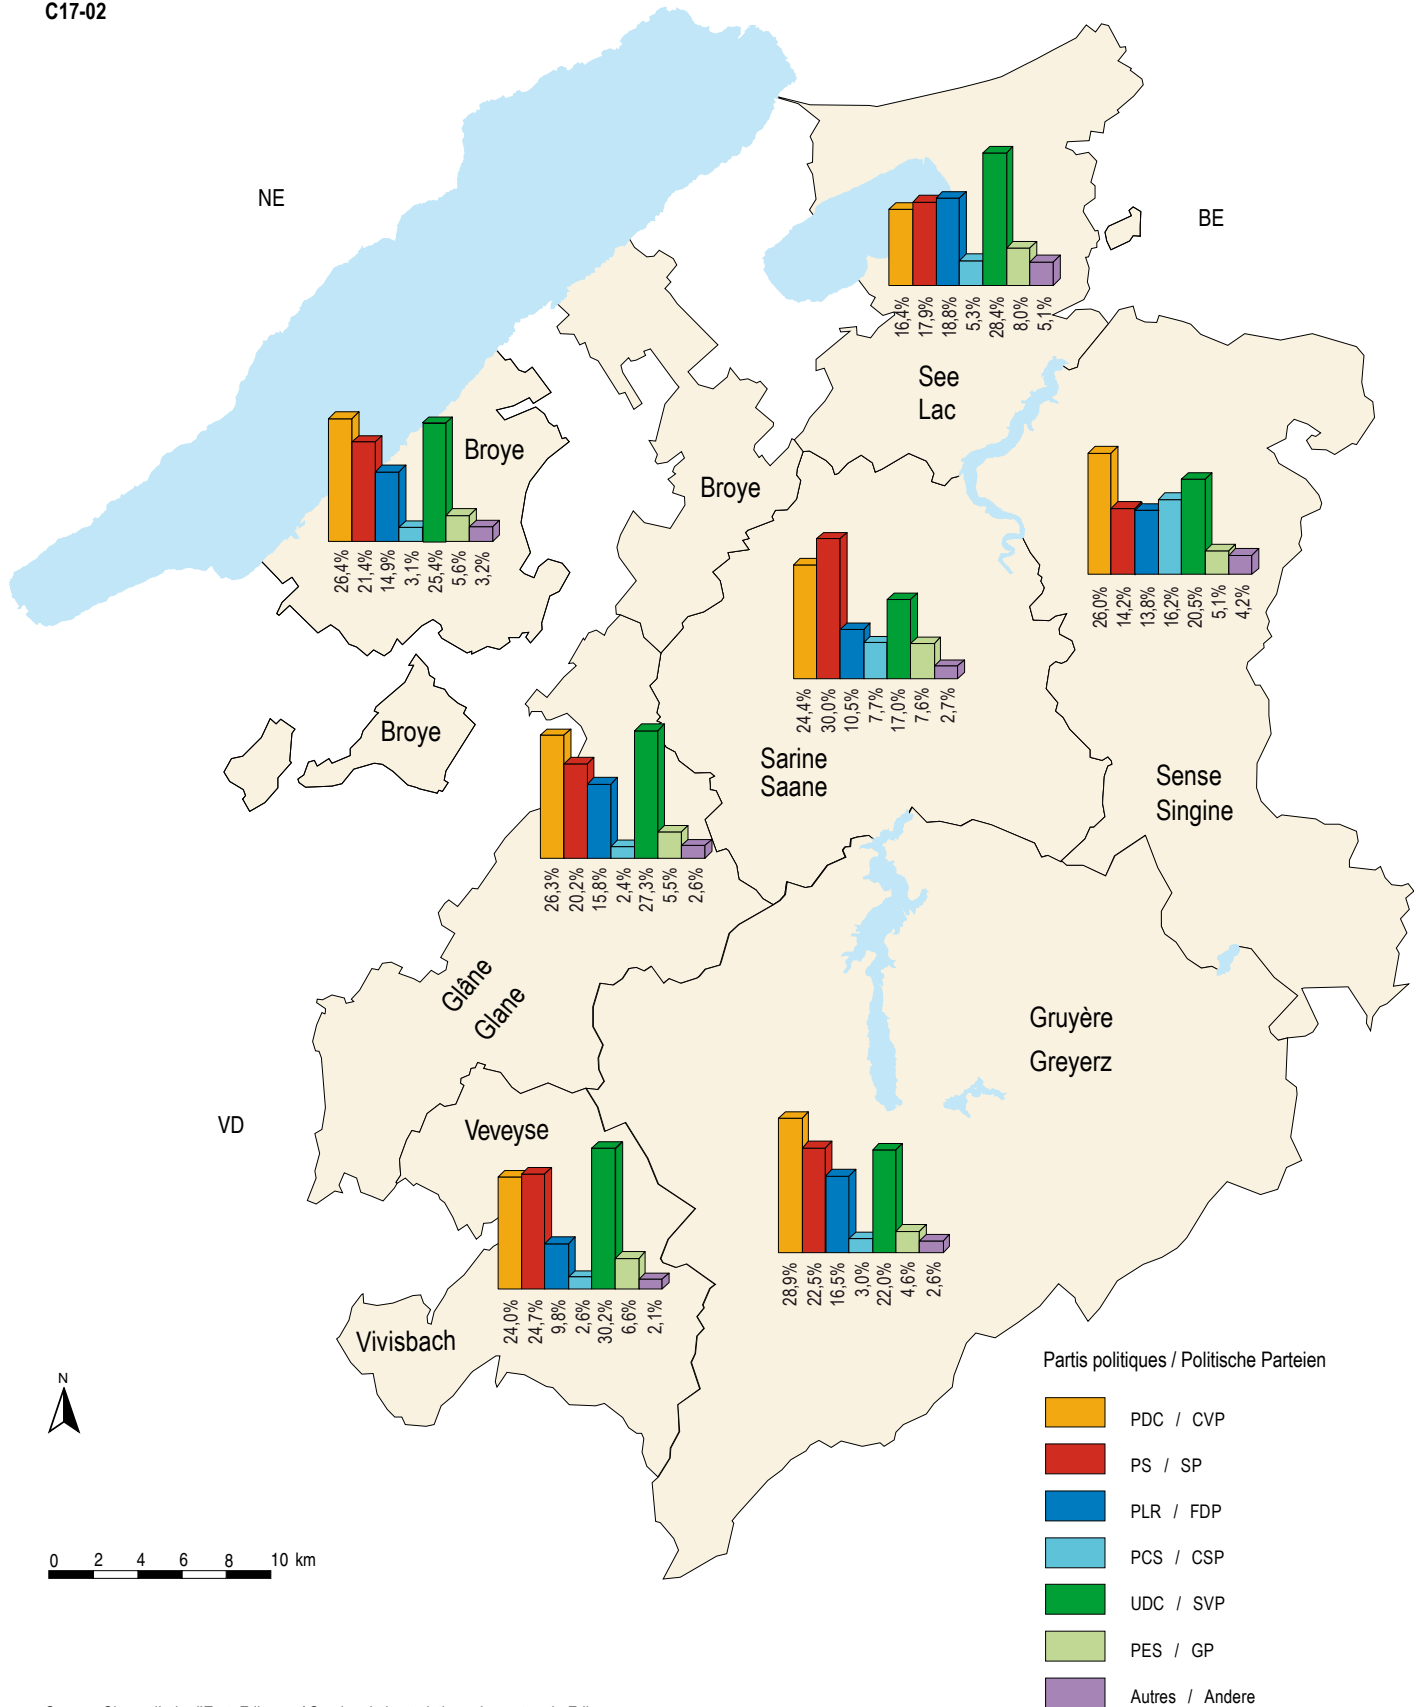 C17-02
NE
BE
16,4% 17,9% 18,8% 5,3% 28,4% 8,0% 5,1%
See
Lac
Broye
26,4% 21,4% 14,9% 3,1% 25,4% 5,6% 3,2%
Broye
26,0% 14,2% 13,8% 16,2% 20,5% 5,1% 4,2%
24,4% 30,0% 10,5% 7,7% 17,0% 7,6% 2,7%
Broye
Sarine
Saane
Sense
Singine
26,3% 20,2% 15,8% 2,4% 27,3% 5,5% 2,6%
Glâne
Glane
Gruyère
Greyerz
VD
Veveyse
28,9% 22,5% 16,5% 3,0% 22,0% 4,6% 2,6%
24,0% 24,7% 9,8% 2,6% 30,2% 6,6% 2,1%
Vivisbach
N
0 2 4 6 8 10 km
Partis politiques / Politische Parteien
PDC / CVP
PS / SP
PLR / FDP
PCS / CSP
UDC / SVP
PES / GP
Autres / Andere